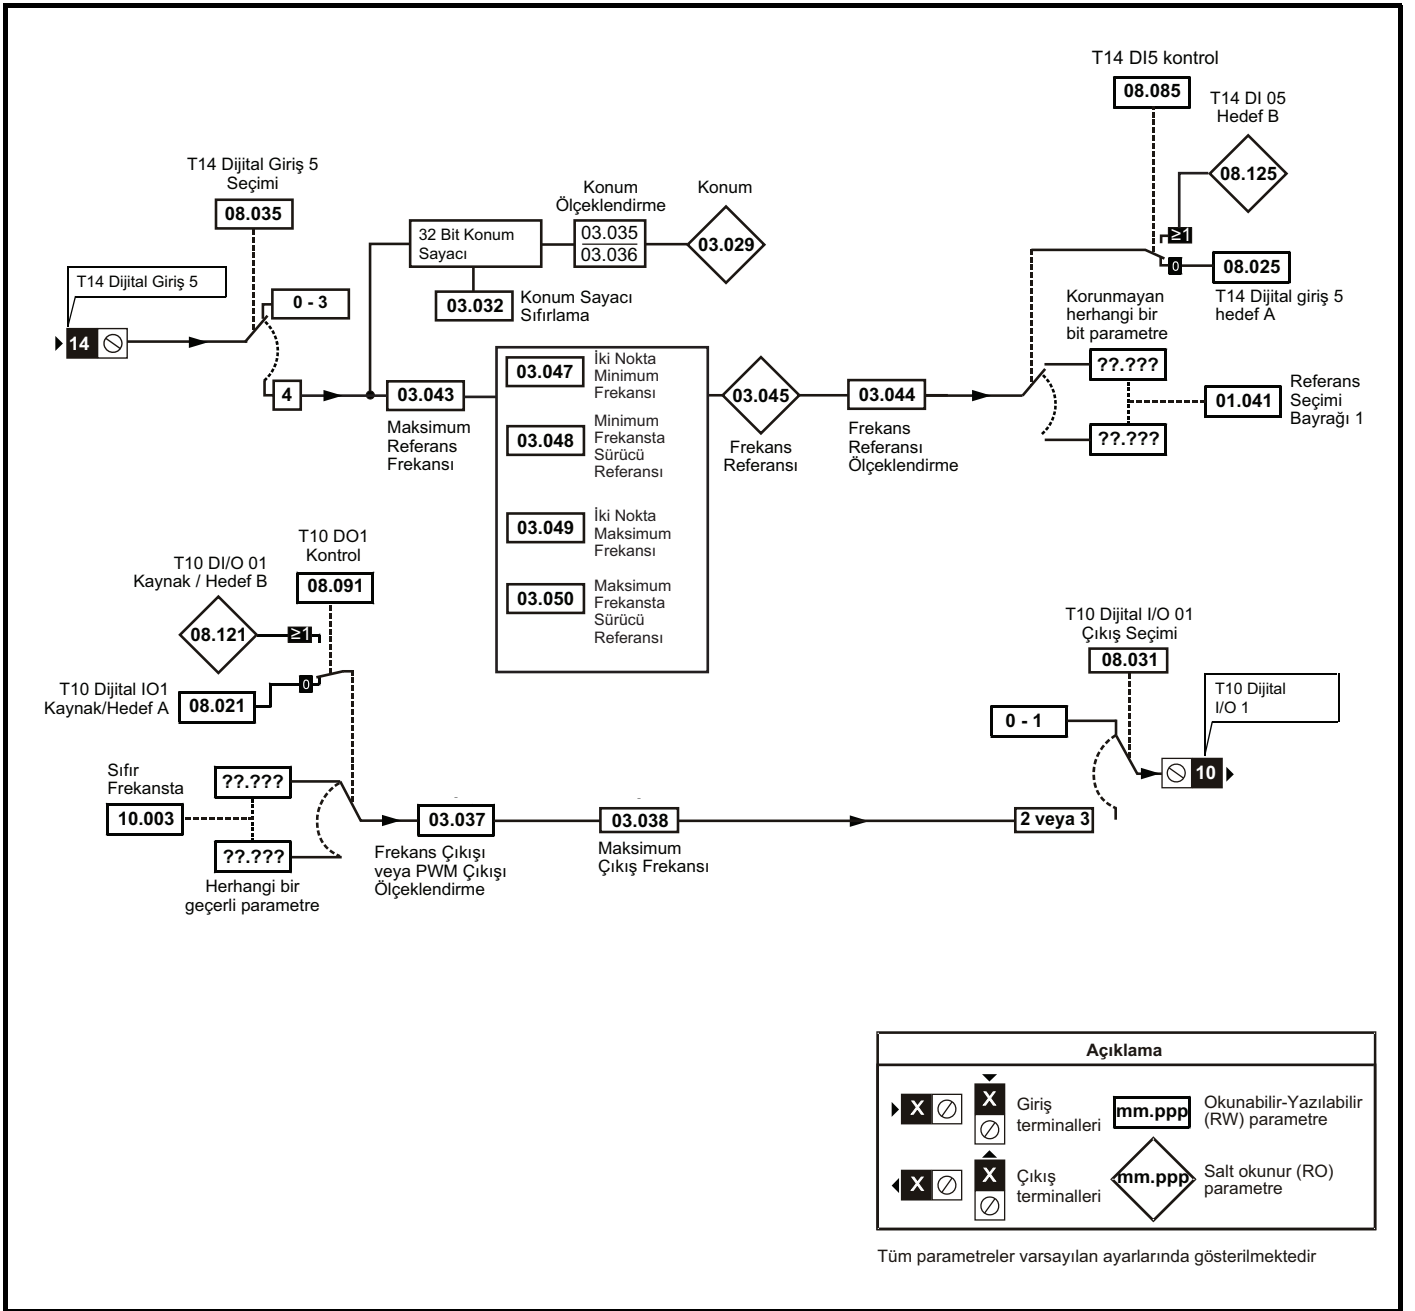 T14 DI5 kontrol
08.085
T14 DI 05
Hedef B
08.125
≥1
0
08.025
T14 Dijital giriş 5
hedef A
T14 Dijital Giriş 5
Seçimi
08.035
T14 Dijital Giriş 5
14
0 - 3
4
32 Bit Konum
Sayacı
Konum
Ölçeklendirme
03.035
03.036
Konum
03.029
03.032
Konum Sayacı
Sıfırlama
03.043
Maksimum
Referans
Frekansı
03.047
İki Nokta
Minimum
Frekansı
03.048
Minimum
Frekansta
Sürücü
Referansı
03.049
İki Nokta
Maksimum
Frekansı
03.050
Maksimum
Frekansta
Sürücü
Referansı
03.045
Frekans
Referansı
03.044
Frekans
Referansı
Ölçeklendirme
Korunmayan
herhangi bir
bit parametre
??.???
??.???
01.041
Referans
Seçimi
Bayrağı 1
T10 DO1
Kontrol
08.091
T10 DI/O 01
Kaynak / Hedef B
08.121
≥1
0
T10 Dijital IO1
Kaynak/Hedef A
08.021
Sıfır
Frekansta
10.003
??.???
??.???
Herhangi bir
geçerli parametre
03.037
Frekans Çıkışı
veya PWM Çıkışı
Ölçeklendirme
03.038
Maksimum
Çıkış Frekansı
T10 Dijital I/O 01
Çıkış Seçimi
08.031
0 - 1
2 veya 3
T10 Dijital
I/O 1
10
Açıklama
X
X
Giriş
terminalleri
mm.ppp
Okunabilir-Yazılabilir
(RW) parametre
X
X
Çıkış
terminalleri
mm.ppp
Salt okunur (RO)
parametre
Tüm parametreler varsayılan ayarlarında gösterilmektedir